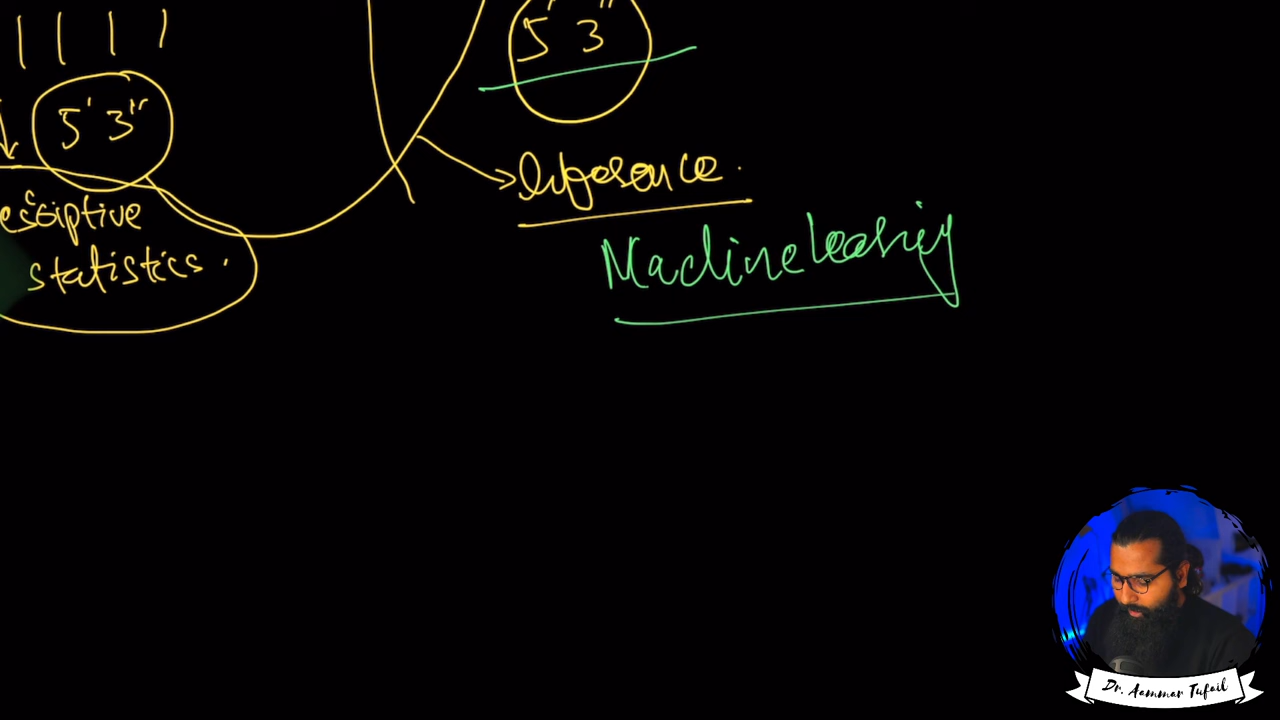 5' 3"
5' 3"
Inference.
escriptive
statistics.
Machine learning
Dr. Aammar Tufail